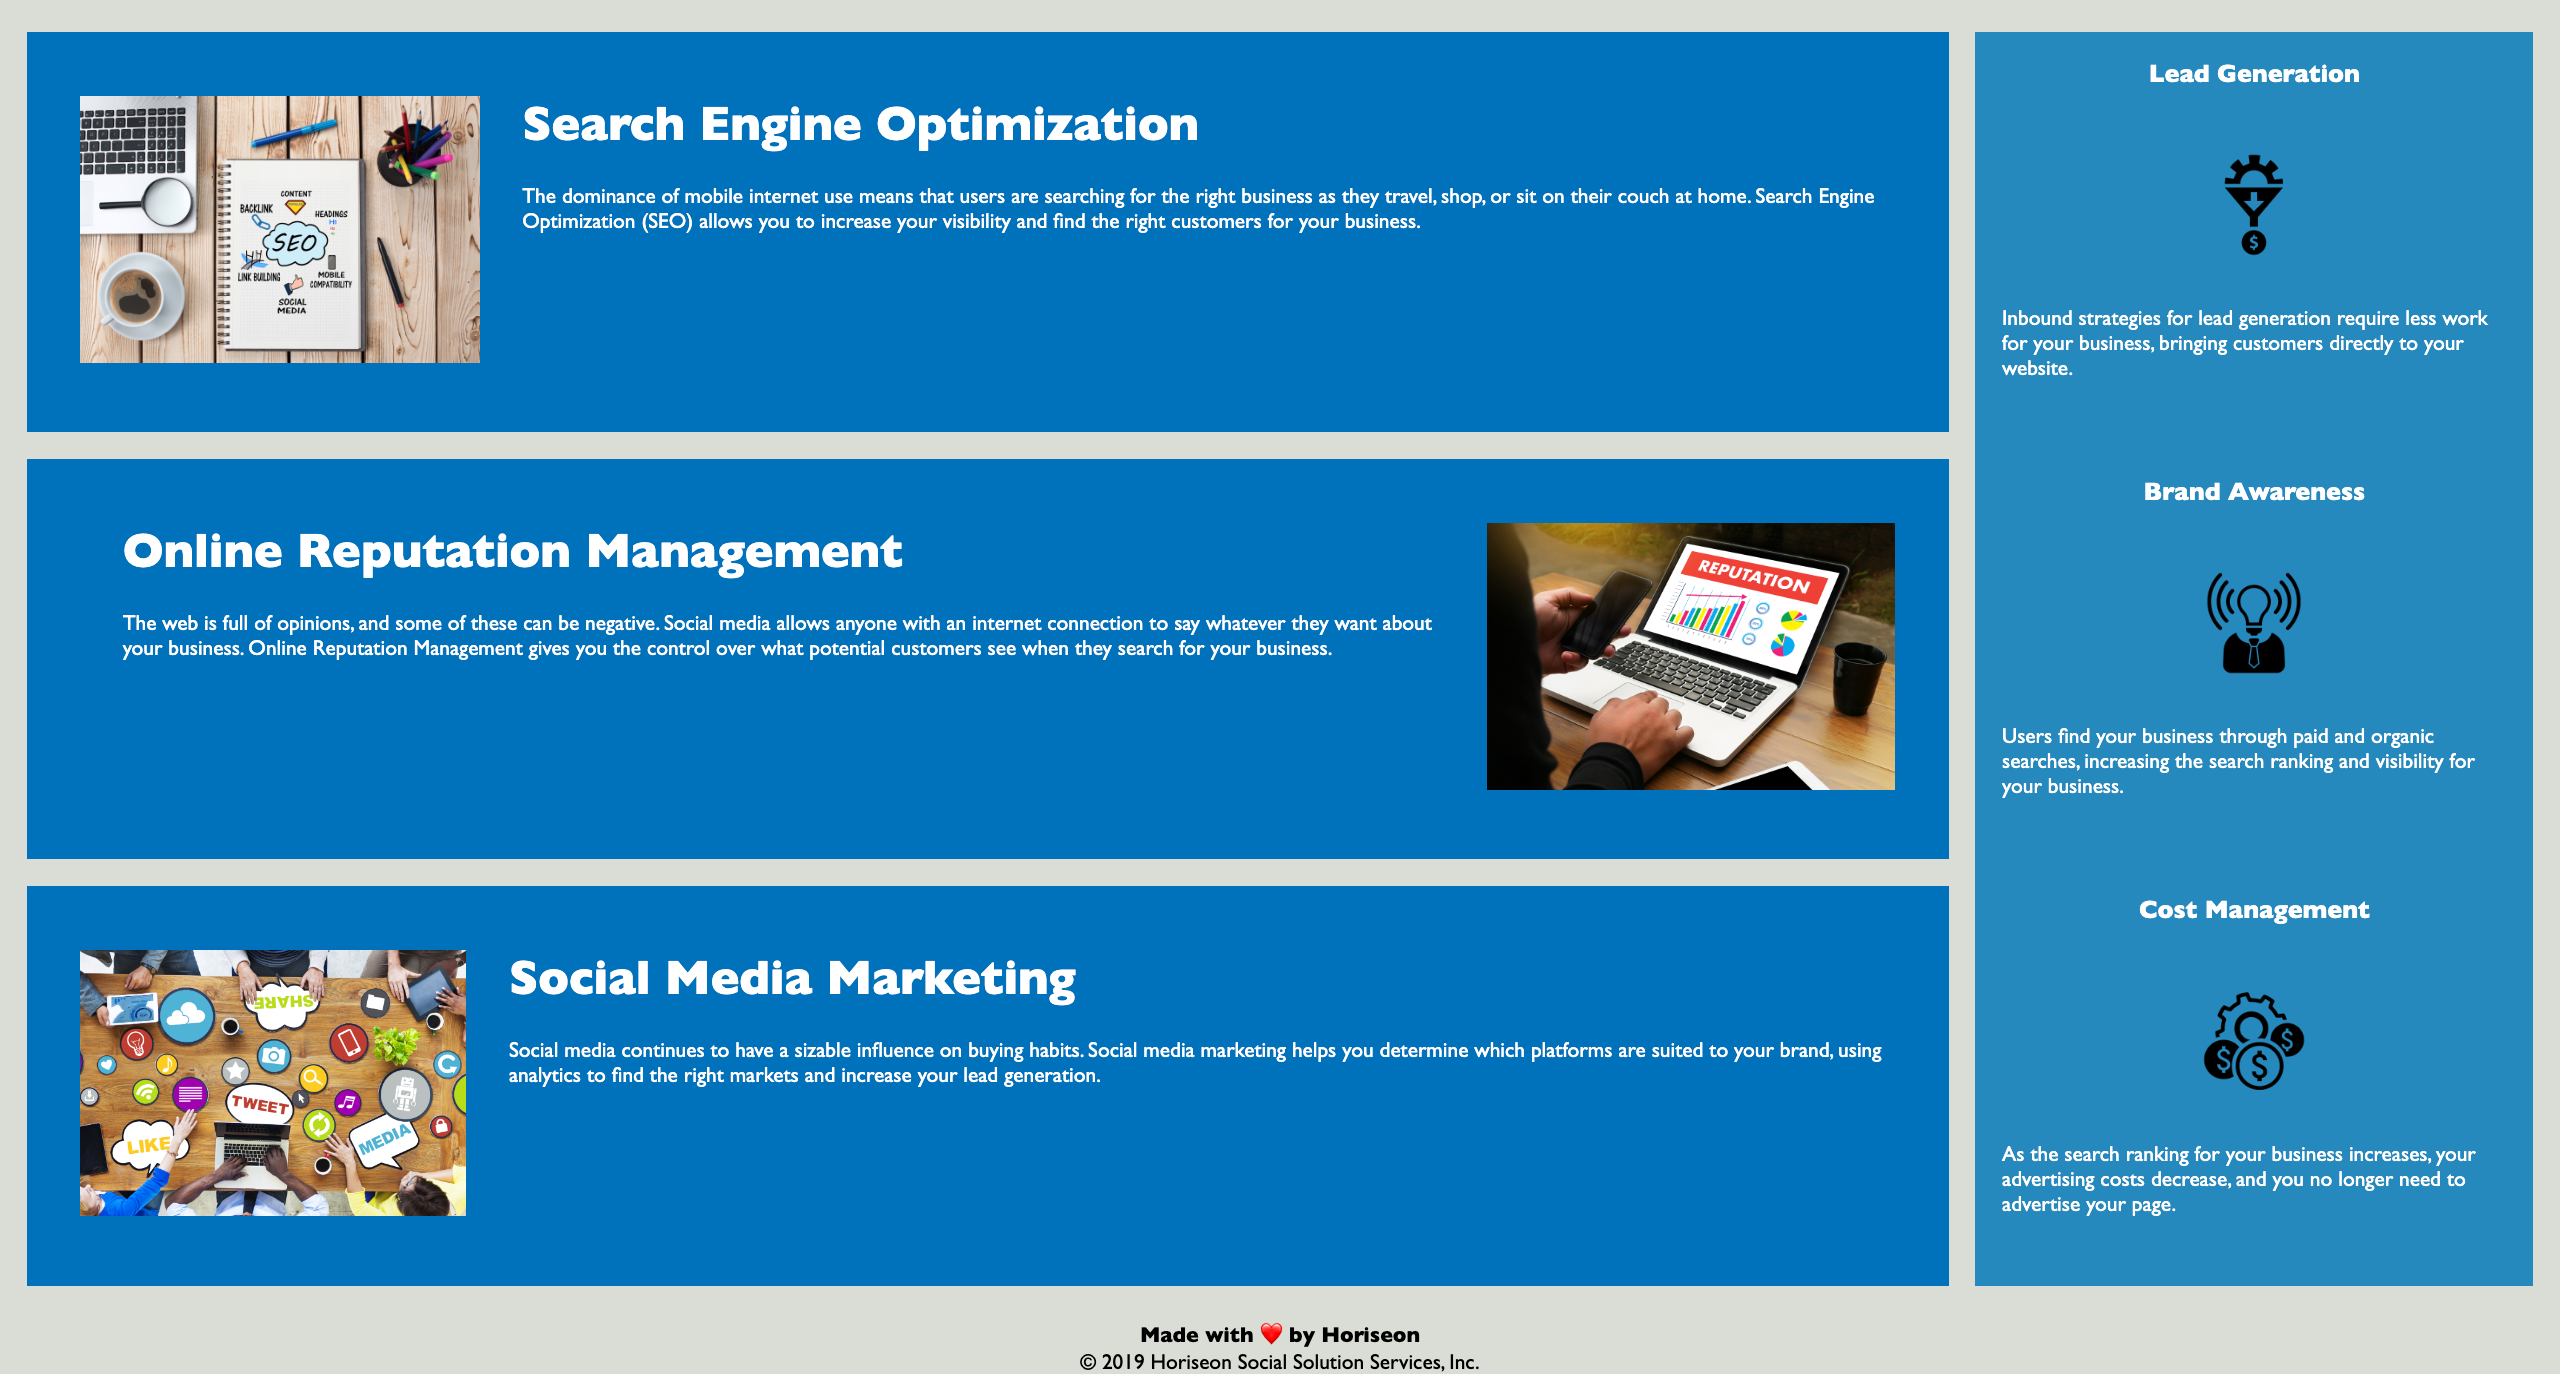 Search Engine Optimization
The dominance of mobile internet use means that users are searching for the right business as they travel, shop, or sit on their couch at home. Search Engine
Optimization (SEO) allows you to increase your visibility and find the right customers for your business.
CONTENT
BACKLINK
HEADINGS
H1
SEO
LINK BUILDING
MOBILE
COMPATIBILITY
SOCIAL
MEDIA
Online Reputation Management
The web is full of opinions, and some of these can be negative. Social media allows anyone with an internet connection to say whatever they want about
your business. Online Reputation Management gives you the control over what potential customers see when they search for your business.
REPUTATION
Social Media Marketing
Social media continues to have a sizable influence on buying habits. Social media marketing helps you determine which platforms are suited to your brand, using
analytics to find the right markets and increase your lead generation.
SHARE
TWEET
LIKE
MEDIA
Lead Generation
$
Inbound strategies for lead generation require less work
for your business, bringing customers directly to your
website.
Brand Awareness
Users find your business through paid and organic
searches, increasing the search ranking and visibility for
your business.
Cost Management
$ $ $
As the search ranking for your business increases, your
advertising costs decrease, and you no longer need to
advertise your page.
Made with ❤️ by Horiseon
© 2019 Horiseon Social Solution Services, Inc.